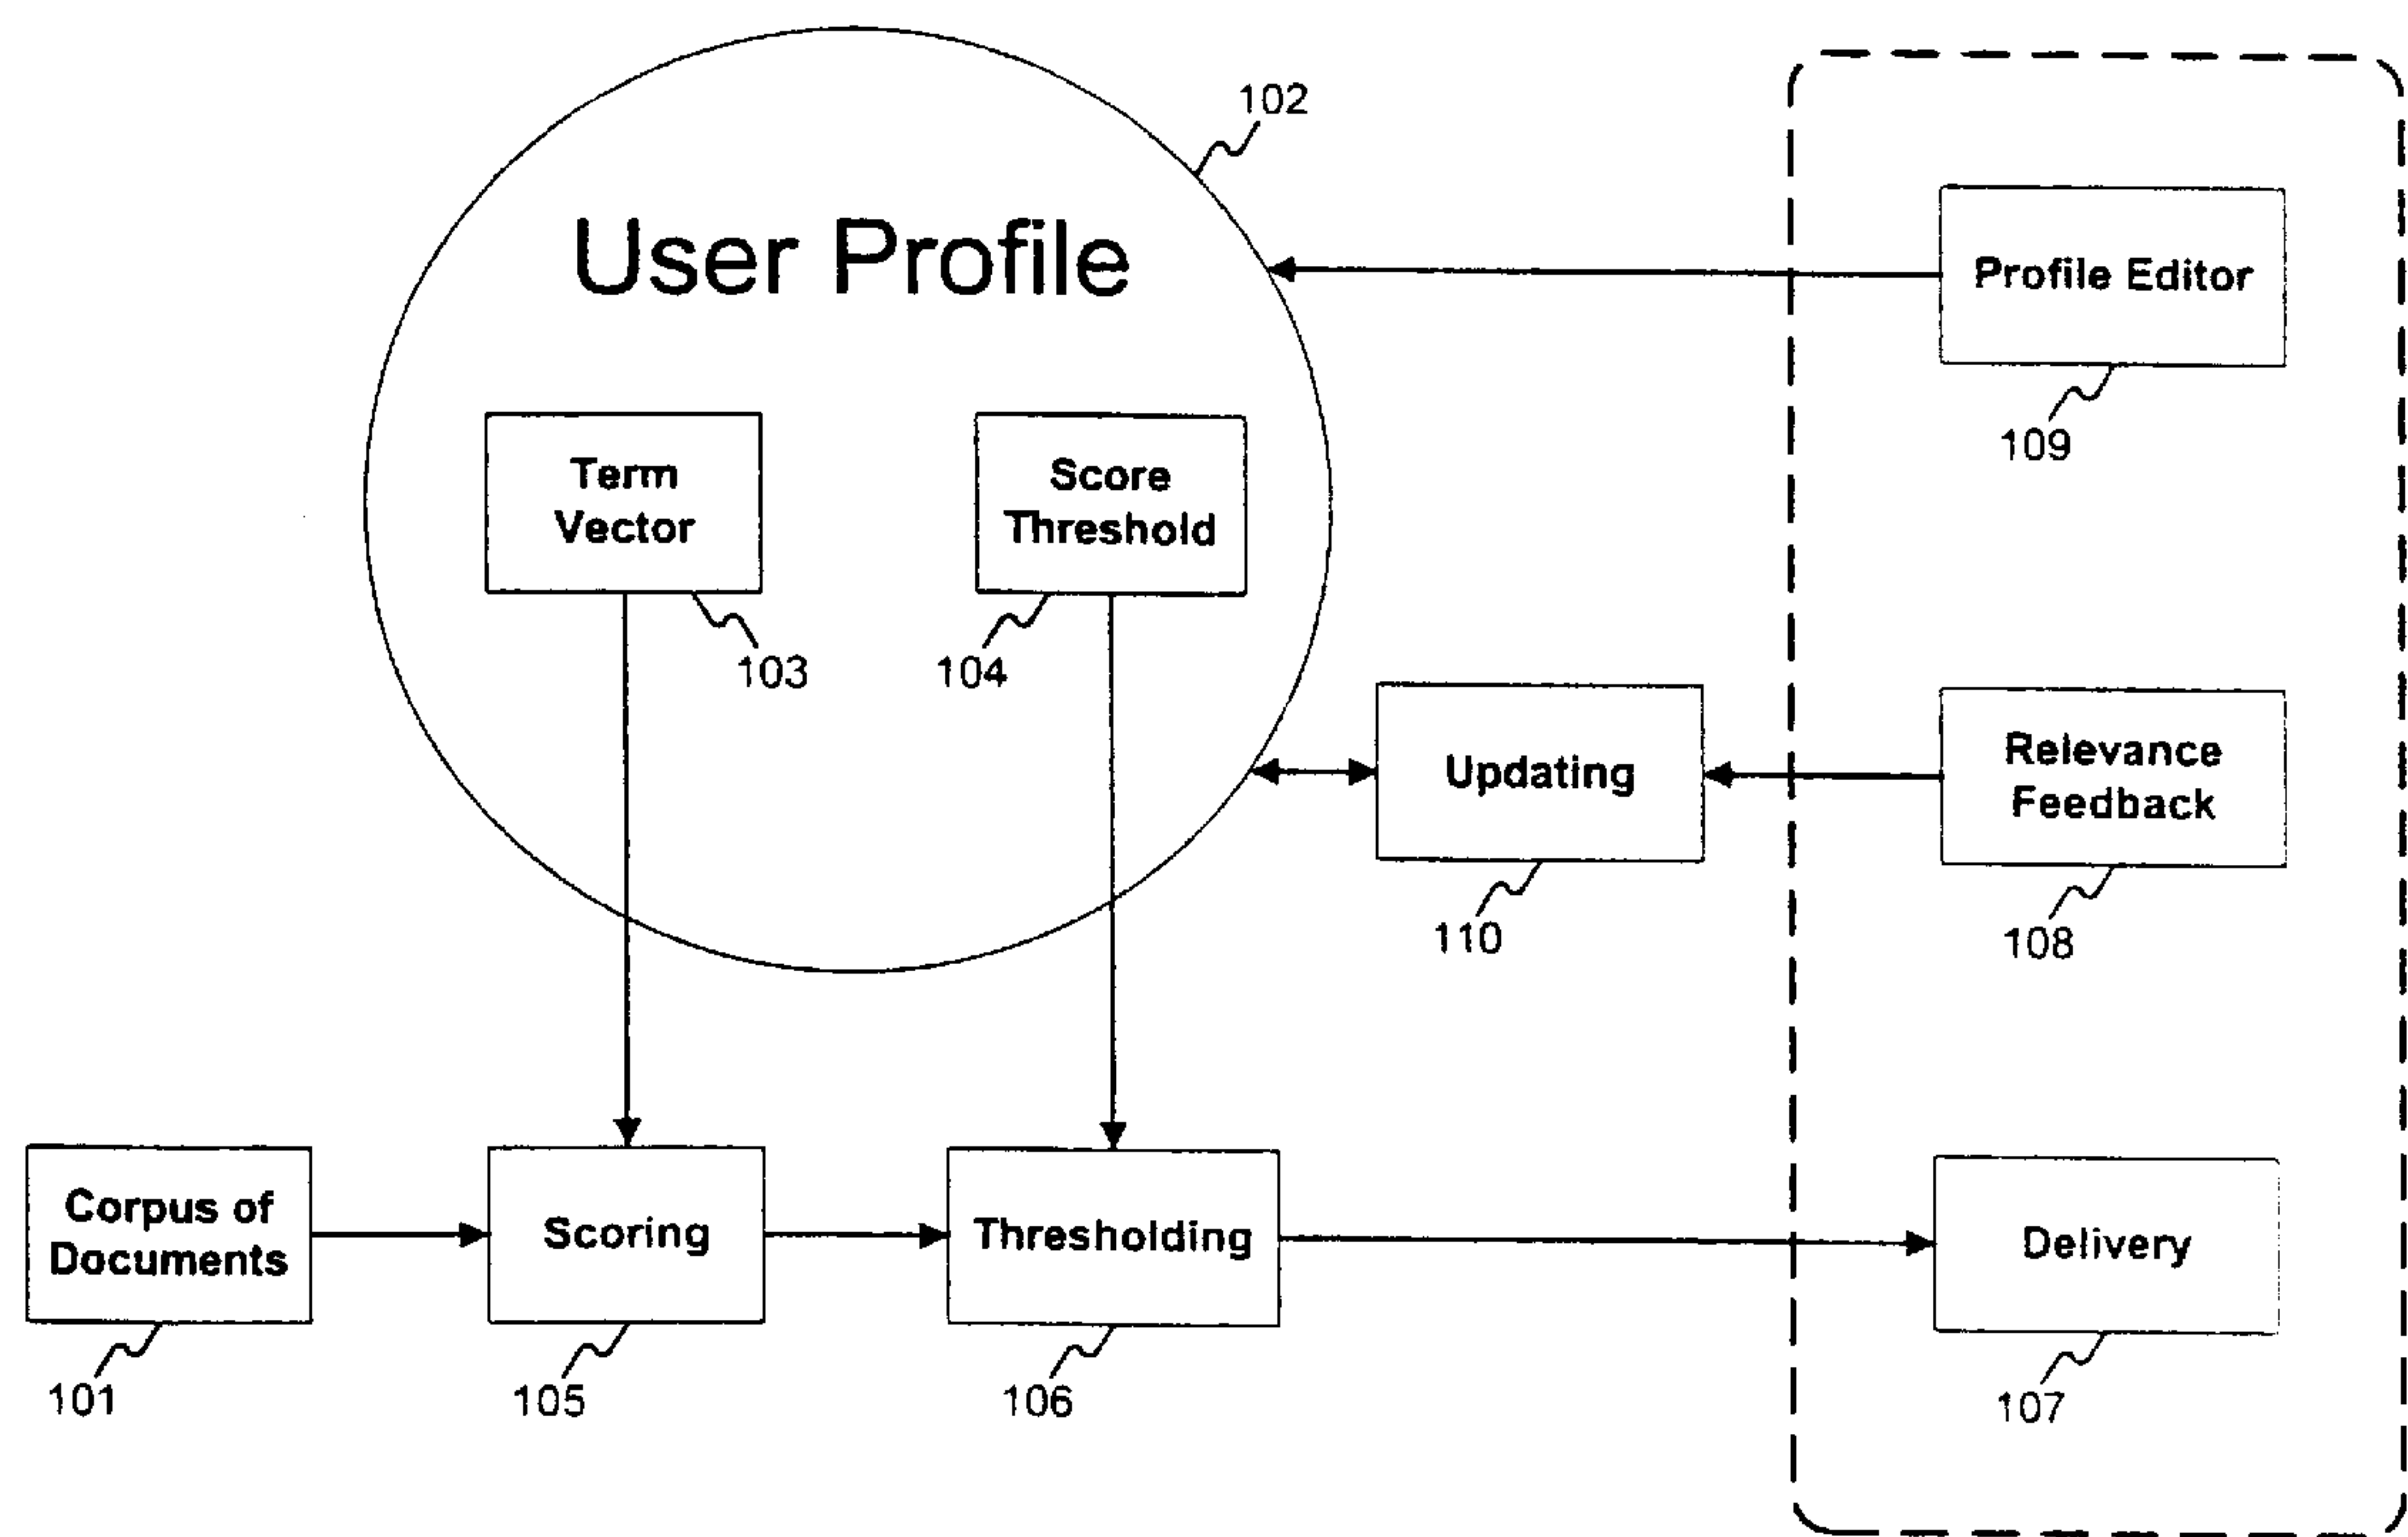 102
User Profile
Profile Editor
109
Term
Vector
103
Score
Threshold
104
Updating
110
Relevance
Feedback
108
Corpus of
Documents
101
Scoring
105
Thresholding
106
Delivery
107